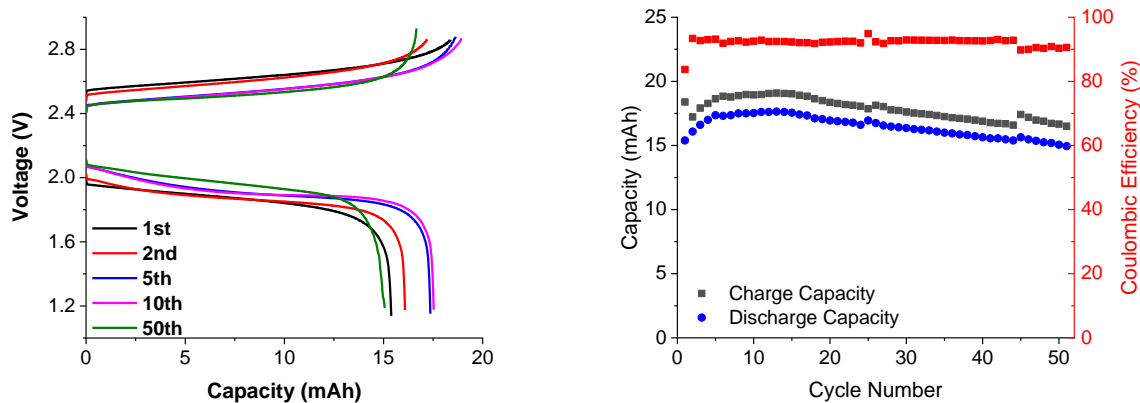 2.8
2.4
2.0
1.6
1.2
Voltage (V)
1st
2nd
5th
10th
50th
0 5 10 15 20
Capacity (mAh)
25
20
15
10
5
0
Capacity (mAh)
Charge Capacity
Discharge Capacity
0 10 20 30 40 50
Cycle Number
100
80
60
40
20
0
Coulombic Efficiency (%)